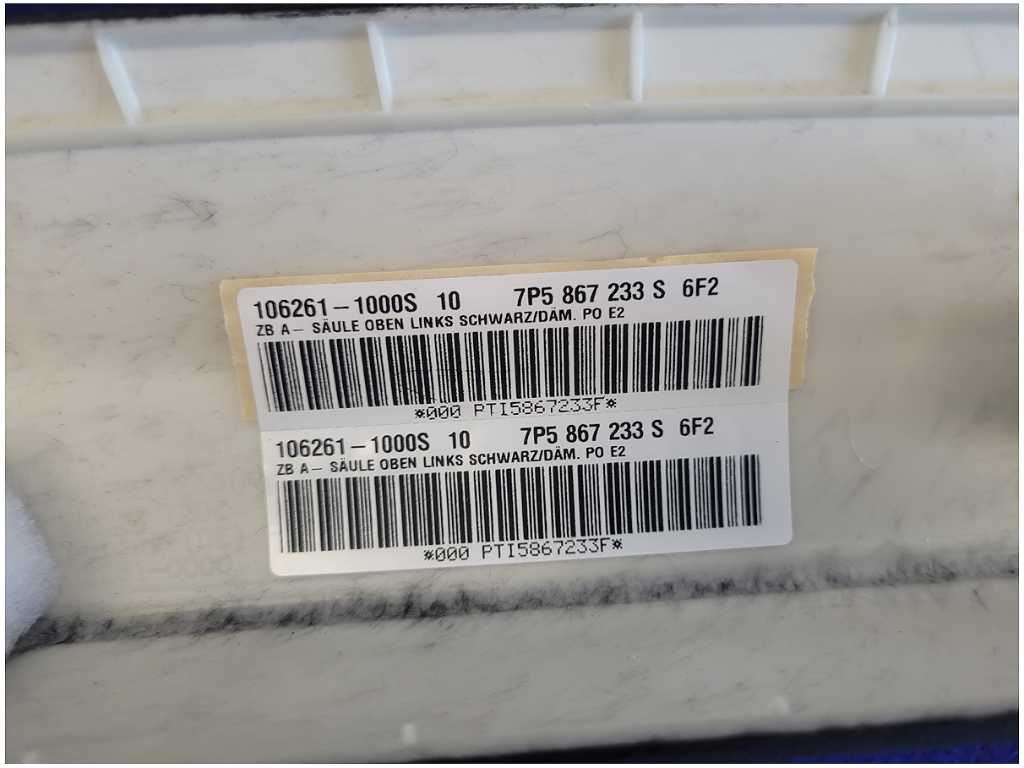 106261-1000S 10 7P5 867 233 S 6F2
ZB A- SÄULE OBEN LINKS SCHWARZ/DÄM. PO E2
*000 PTI5867233F*
106261-1000S 10 7P5 867 233 S 6F2
ZB A- SÄULE OBEN LINKS SCHWARZ/DÄM. PO E2
*000 PTI5867233F*